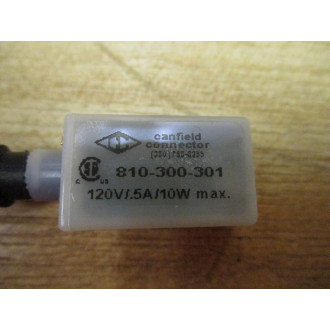 canfield
connector
810-300-301
120V/.5A/10W max.